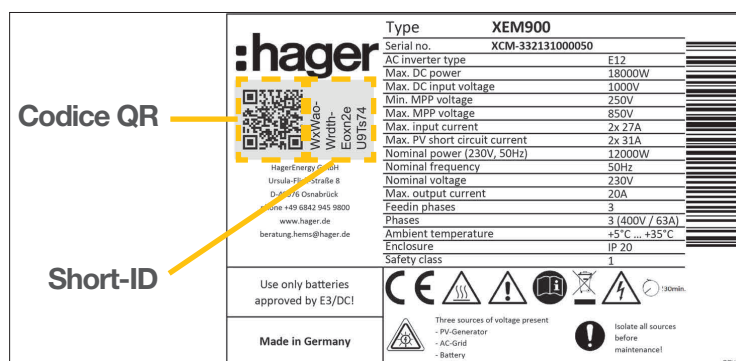 Codice QR
Short-ID
:hager
WxWao-
Wrdth-
Eoxn2e
U9Ts74
HagerEnergy GmbH
8
Osnabrück
phone +49 6842 945 9800
www.hager.de
beratung.hems@hager.de
Use only batteries
approved by E3/DC!
Made in Germany
Type XEM900
Serial no. XCM-332131000050
AC inverter type E12
Max. DC power 18000W
Max. DC input voltage 1000V
Min. MPP voltage 250V
Max. MPP voltage 850V
Max. input current 2x 27A
Max. PV short circuit current 2x 31A
Nominal power (230V, 50Hz) 12000W
Nominal frequency 50Hz
Nominal voltage 230V
Max. output current 20A
Feedin phases 3
Phases 3 (400V / 63A)
Ambient temperature +5°C ... +35°C
Enclosure IP 20
Safety class 1
CE
!30min.
Three sources of voltage present
- PV-Generator
- AC-Grid
- Battery
Isolate all sources
before
maintenance!